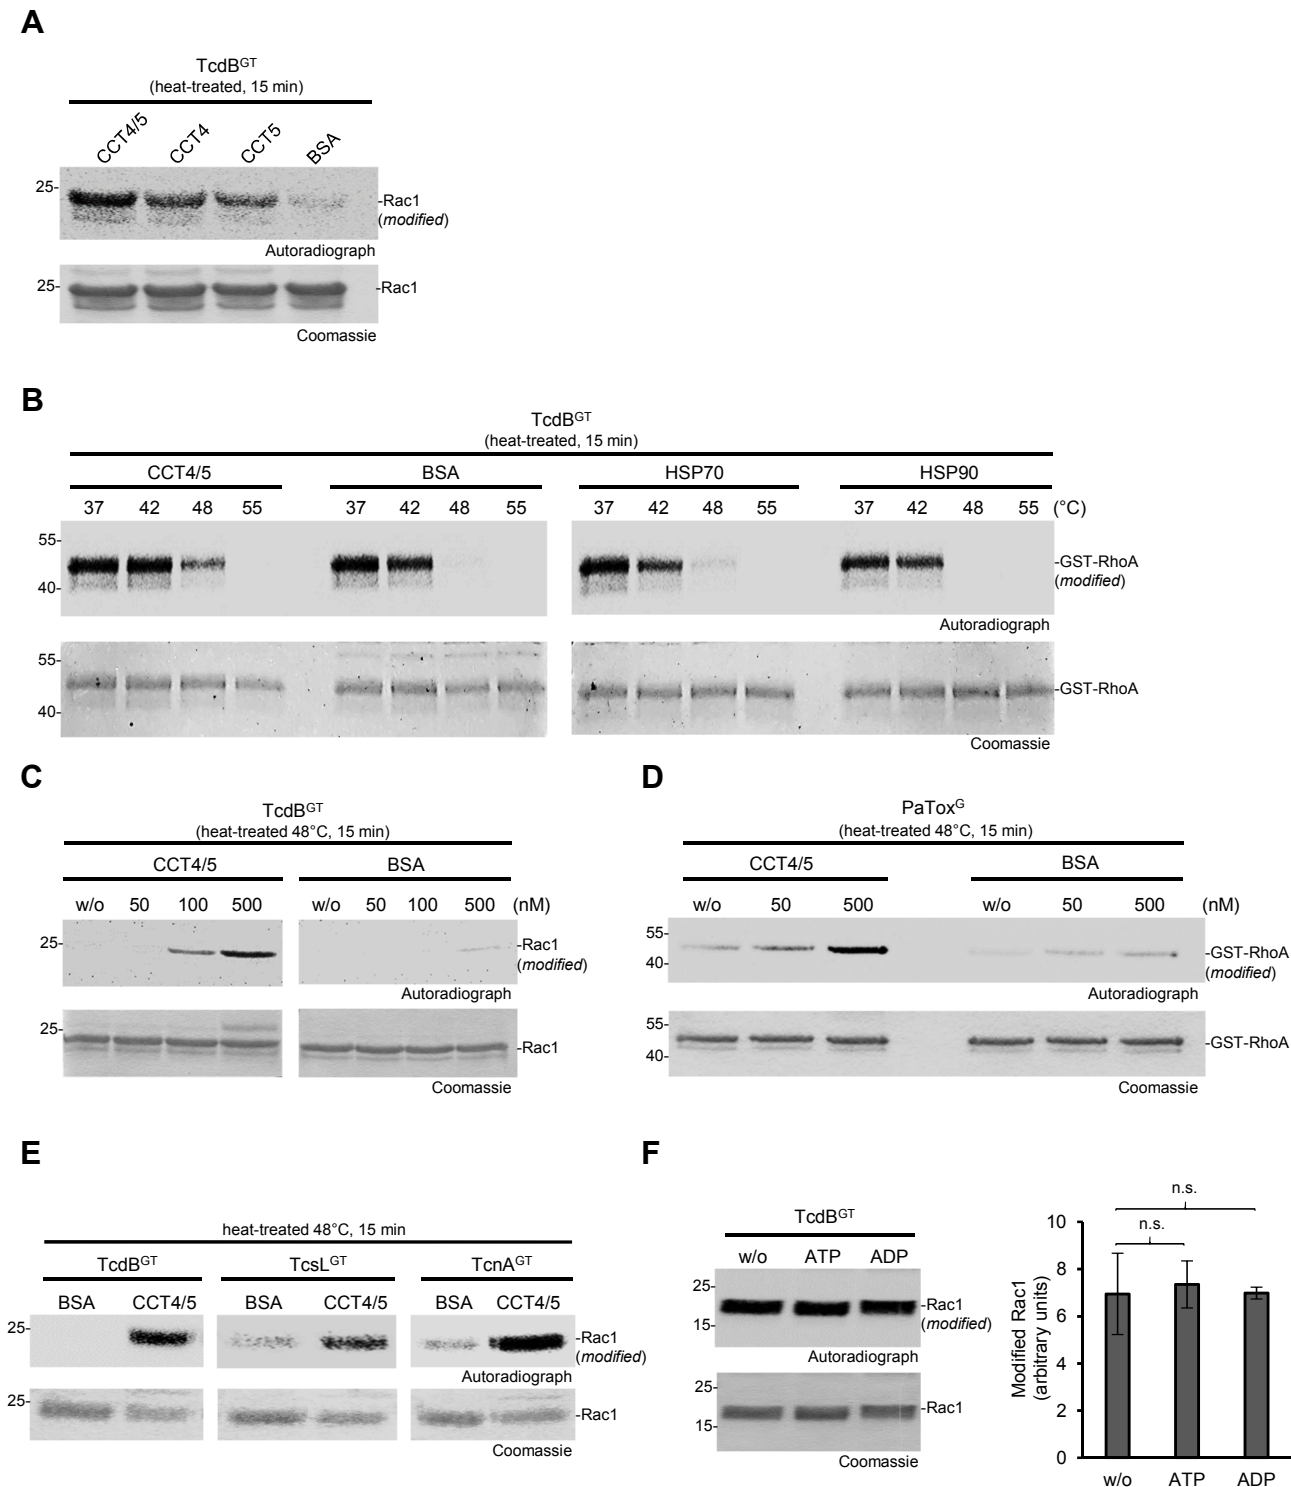 A
TcdBGT
(heat-treated, 15 min)
CCT4/5 CCT4 CCT5 BSA
25-
-Rac1
(modified)
Autoradiograph
25-
-Rac1
Coomassie
B
TcdBGT
(heat-treated, 15 min)
CCT4/5 BSA HSP70 HSP90
37 42 48 55 37 42 48 55 37 42 48 55 37 42 48 55 (°C)
55-
-GST-RhoA
(modified)
40-
Autoradiograph
55-
-GST-RhoA
40-
Coomassie
C
TcdBGT
(heat-treated 48°C, 15 min)
CCT4/5 BSA
w/o 50 100 500 w/o 50 100 500 (nM)
25-
-Rac1
(modified)
Autoradiograph
25-
-Rac1
Coomassie
D
PaToxG
(heat-treated 48°C, 15 min)
CCT4/5 BSA
w/o 50 500 w/o 50 500 (nM)
55-
-GST-RhoA
40-
(modified)
Autoradiograph
55-
-GST-RhoA
40-
Coomassie
E
heat-treated 48°C, 15 min
TcdBGT TcsLGT TcnAGT
BSA CCT4/5 BSA CCT4/5 BSA CCT4/5
25-
-Rac1
(modified)
Autoradiograph
25-
-Rac1
Coomassie
F
TcdBGT
w/o ATP ADP
25-
-Rac1
(modified)
15-
Autoradiograph
25-
-Rac1
15-
Coomassie
n.s.
n.s.
Modified Rac1
(arbitrary units)
10
8
6
4
2
0
w/o ATP ADP